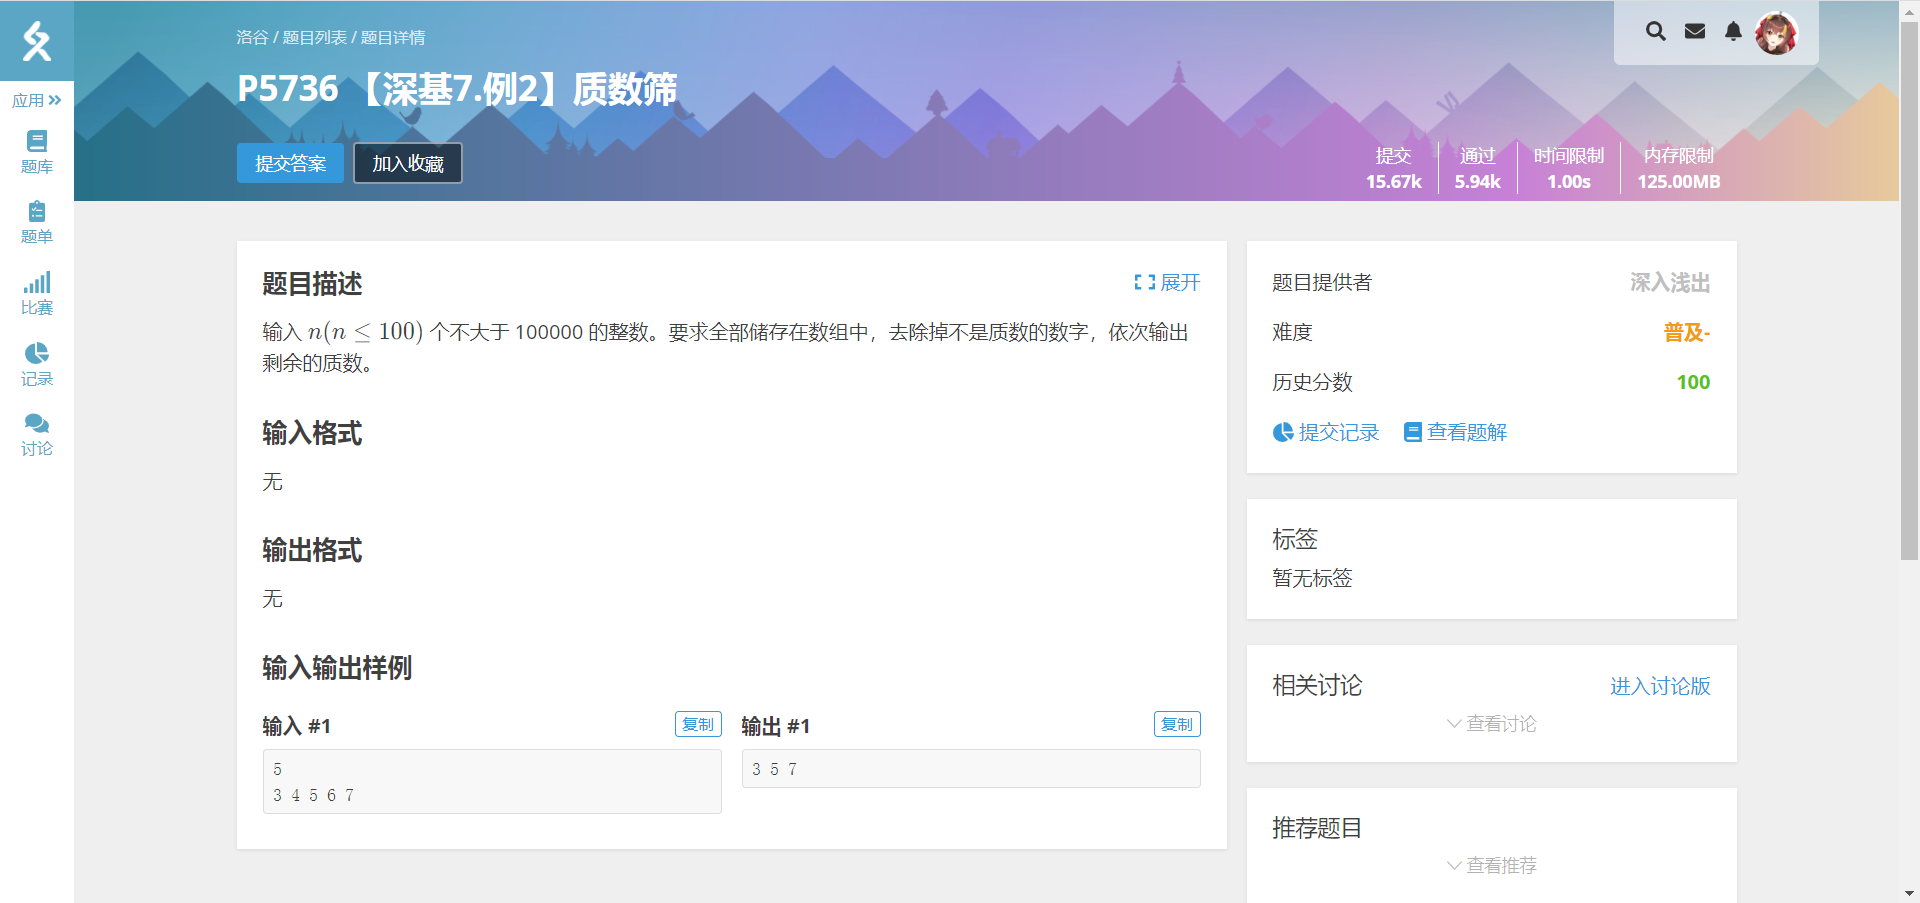 洛谷 / 题目列表 / 题目详情
P5736 【深基7.例2】质数筛
应用
题库
题单
比赛
记录
讨论
提交答案 加入收藏
提交 通过 时间限制 内存限制
15.67k 5.94k 1.00s 125.00MB
题目描述
展开
输入 n(n ≤ 100) 个不大于 100000 的整数。要求全部储存在数组中，去除掉不是质数的数字，依次输出
剩余的质数。
输入格式
无
输出格式
无
输入输出样例
输入 #1 复制
5
3 4 5 6 7
输出 #1 复制
3 5 7
题目提供者 深入浅出
难度 普及-
历史分数 100
提交记录 查看题解
标签
暂无标签
相关讨论 进入讨论版
查看讨论
推荐题目
查看推荐